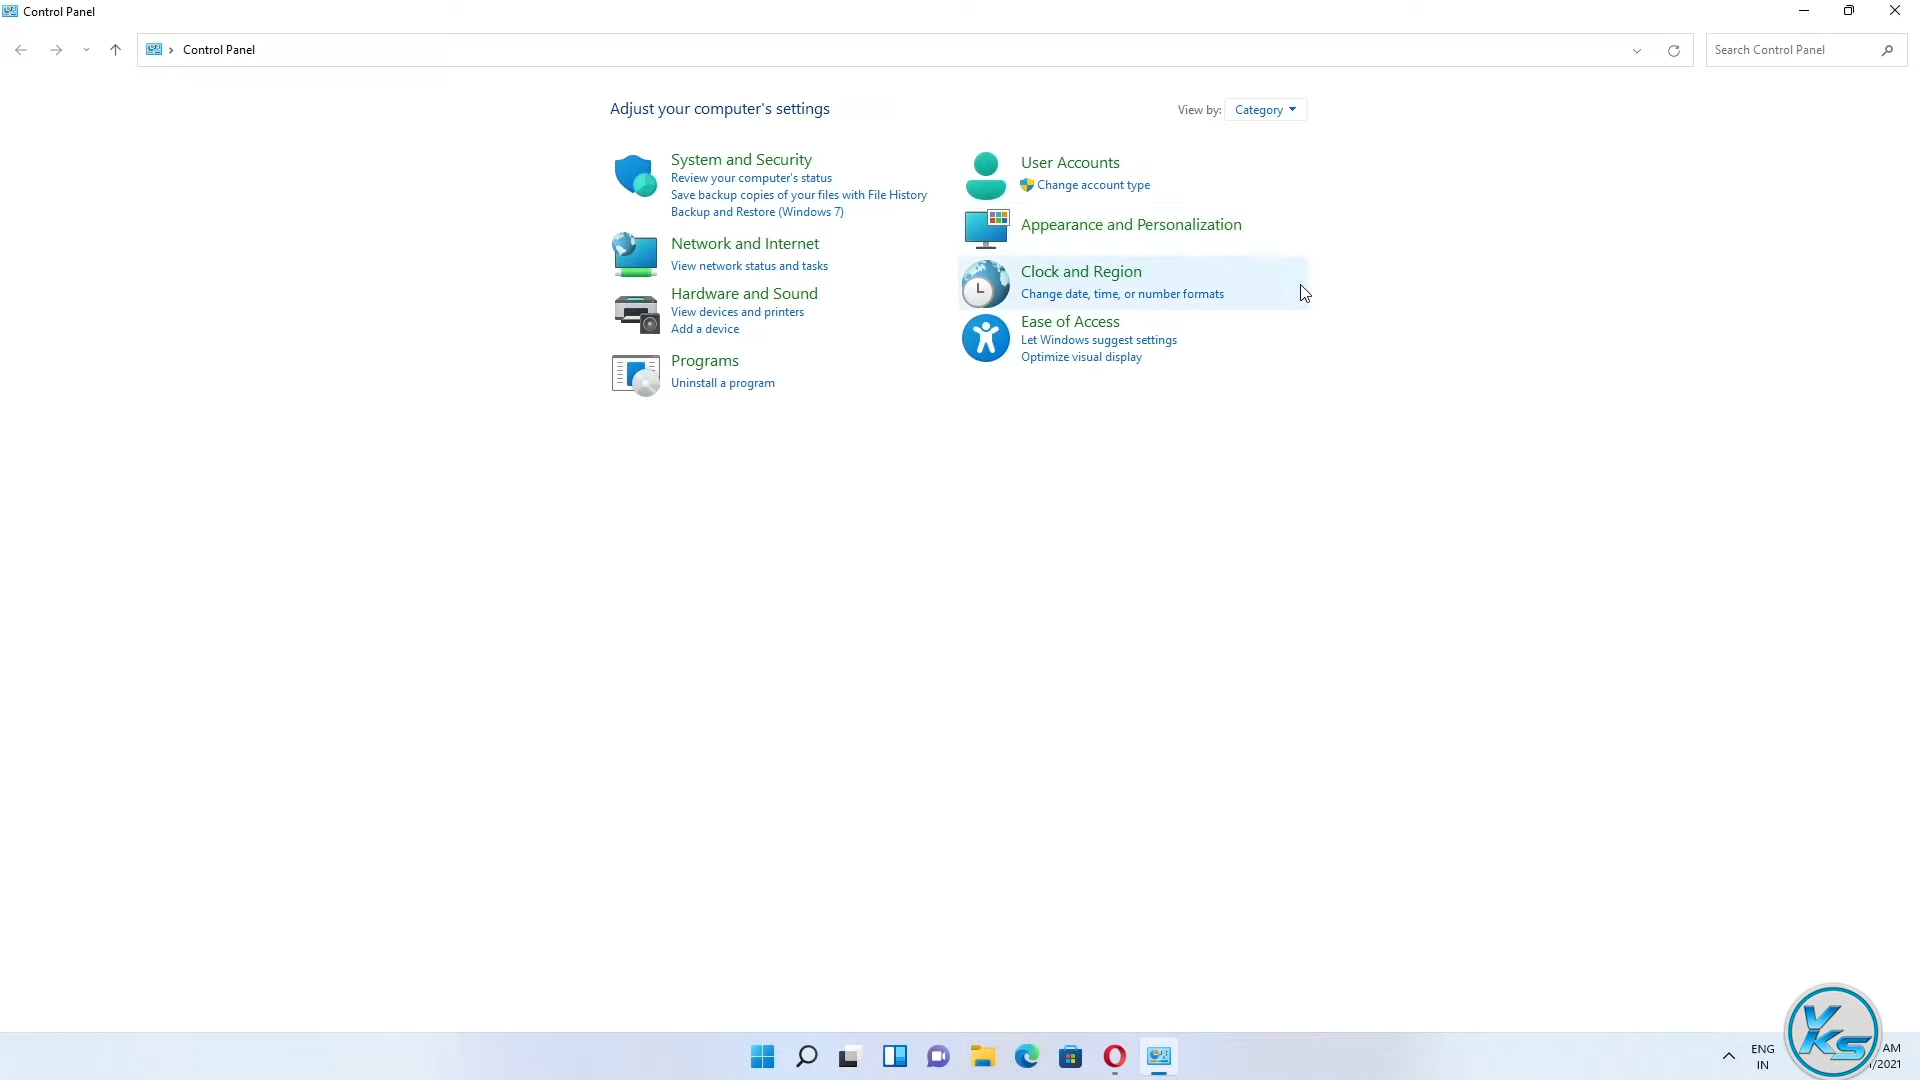 Control Panel
Control Panel
Search Control Panel
Adjust your computer's settings
View by: Category
System and Security
Review your computer's status
Save backup copies of your files with File History
Backup and Restore (Windows 7)
Network and Internet
View network status and tasks
Hardware and Sound
View devices and printers
Add a device
Programs
Uninstall a program
User Accounts
Change account type
Appearance and Personalization
Clock and Region
Change date, time, or number formats
Ease of Access
Let Windows suggest settings
Optimize visual display
ENG
IN
YKS
AM
/2021